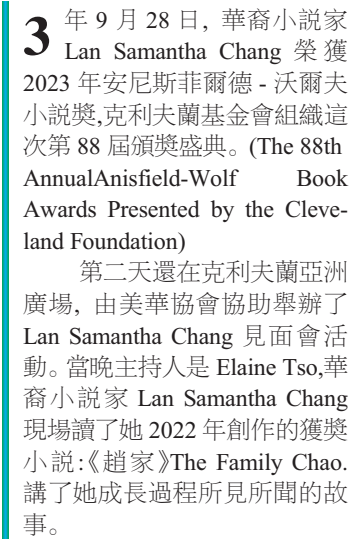 3 年 9 月 28 日, 華裔小説家
Lan Samantha Chang 榮獲
2023 年安尼斯菲爾德 - 沃爾夫
小説獎,克利夫蘭基金會組織這
次第 88 屆頒獎盛典。(The 88th
AnnualAnisfield-Wolf Book
Awards Presented by the Cleve-
land Foundation)
第二天還在克利夫蘭亞洲
廣場, 由美華協會協助舉辦了
Lan Samantha Chang 見面會活
動。當晚主持人是 Elaine Tso,華
裔小説家 Lan Samantha Chang
現場讀了她 2022 年創作的獲獎
小説:《趙家》The Family Chao.
講了她成長過程所見所聞的故
事。